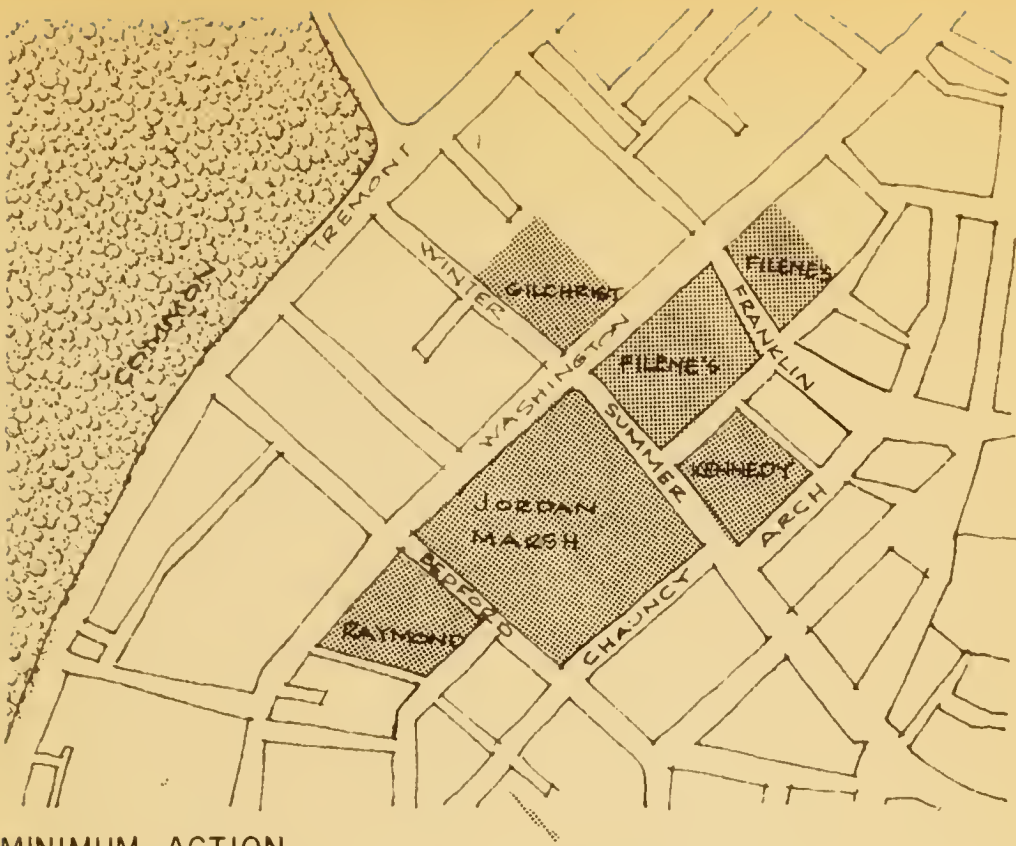 COMMON
TREMONT
WINTER
GILCHRIST
WASHINGTON
FILENE'S
FRANKLIN
FILENE'S
SUMMER
KENNEDY
ARCH
JORDAN
MARSH
BEDFORD
CHAUNCY
RAYMOND
MINIMUM ACTION